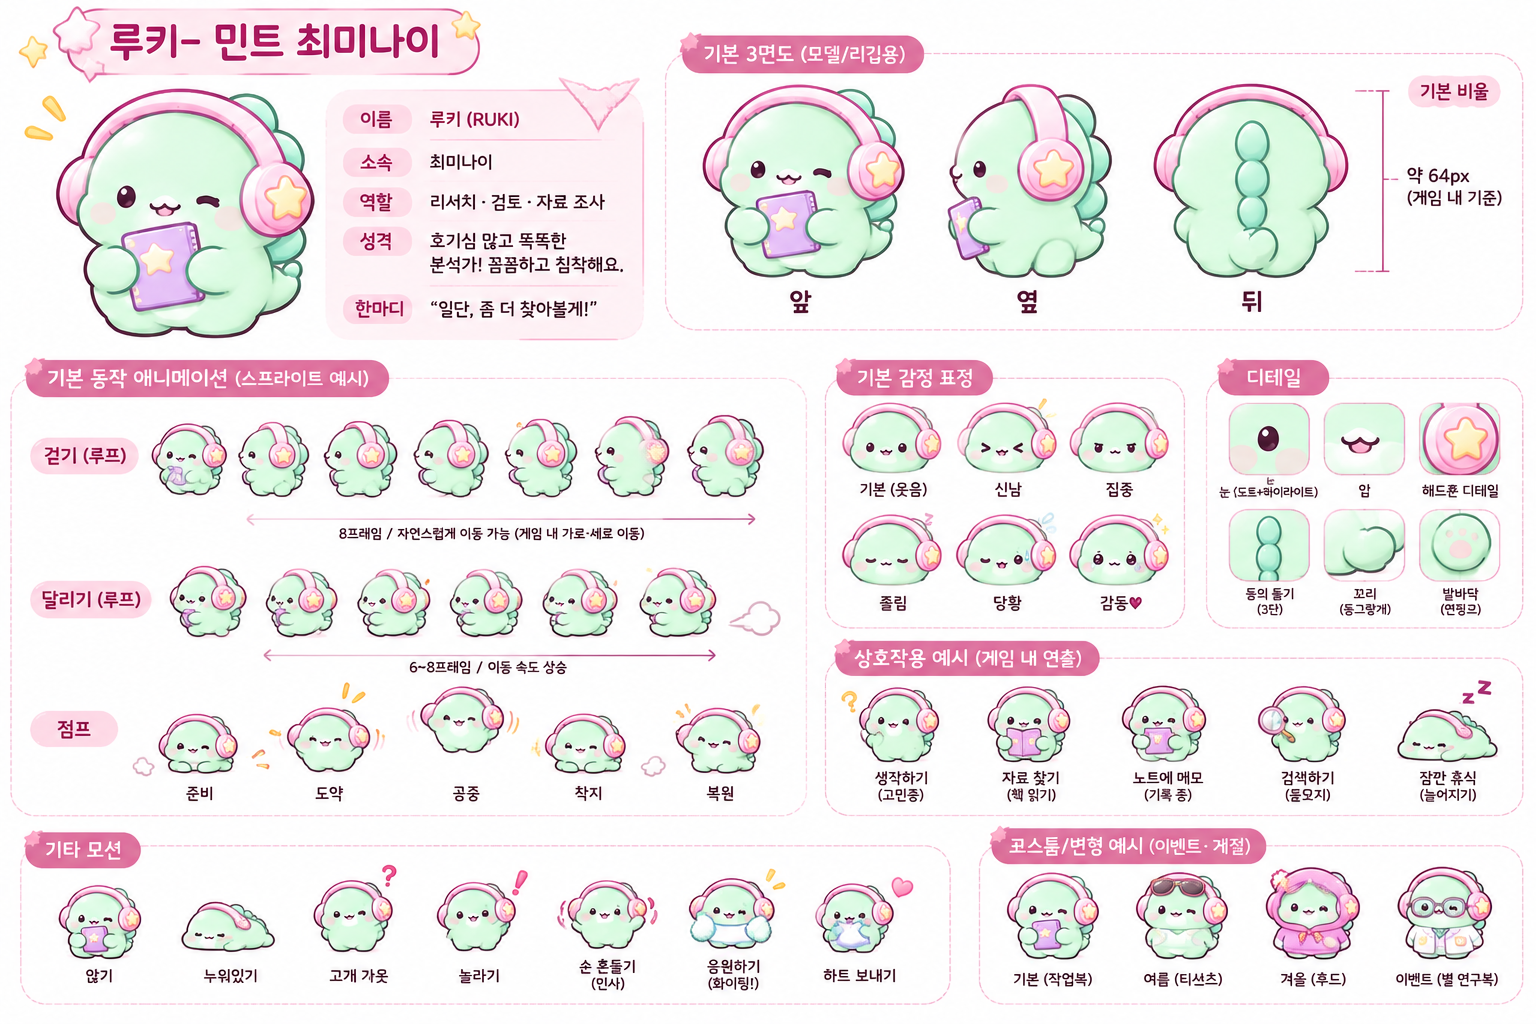 루키- 민트 최미나이
이름
루키 (RUKI)
소속
최미나이
역할
리서치 · 검토 · 자료 조사
성격
호기심 많고 똑똑한
분석가! 꼼꼼하고 침착해요.
한마디
“일단, 좀 더 찾아볼게!”
기본 3면도 (모델/리깁용)
기본 비율
약 64px
(게임 내 기준)
앞
옆
뒤
기본 동작 애니메이션 (스프라이트 예시)
걷기 (루프)
8프레임 / 자연스럽게 이동 가능 (게임 내 가로·세로 이동)
달리기 (루프)
6~8프레임 / 이동 속도 상승
점프
준비
도약
공중
착지
복원
기본 감정 표정
기본 (웃음)
신남
집중
졸림
당황
감동♥
디테일
눈 (도트+하이라이트)
압
해드폰 디테일
등의 돌기
(3단)
꼬리
(동그랑개)
발바닥
상호작용 예시 (게임 내 연출)
?
생각하기
(고민중)
자료 찾기
(책 읽기)
노트에 메모
(기록 중)
검색하기
(돋모지)
z z
잠깐 휴식
(늘어지기)
기타 모션
앉기
누워있기
?
고개 가웃
!
놀라기
손 흔들기
(인사)
응원하기
(화이팅!)
하트 보내기
코스툼/변형 예시 (이벤트· 계절)
기본 (작업복)
여름 (티셔츠)
겨울 (후드)
이벤트 (별 연구복)